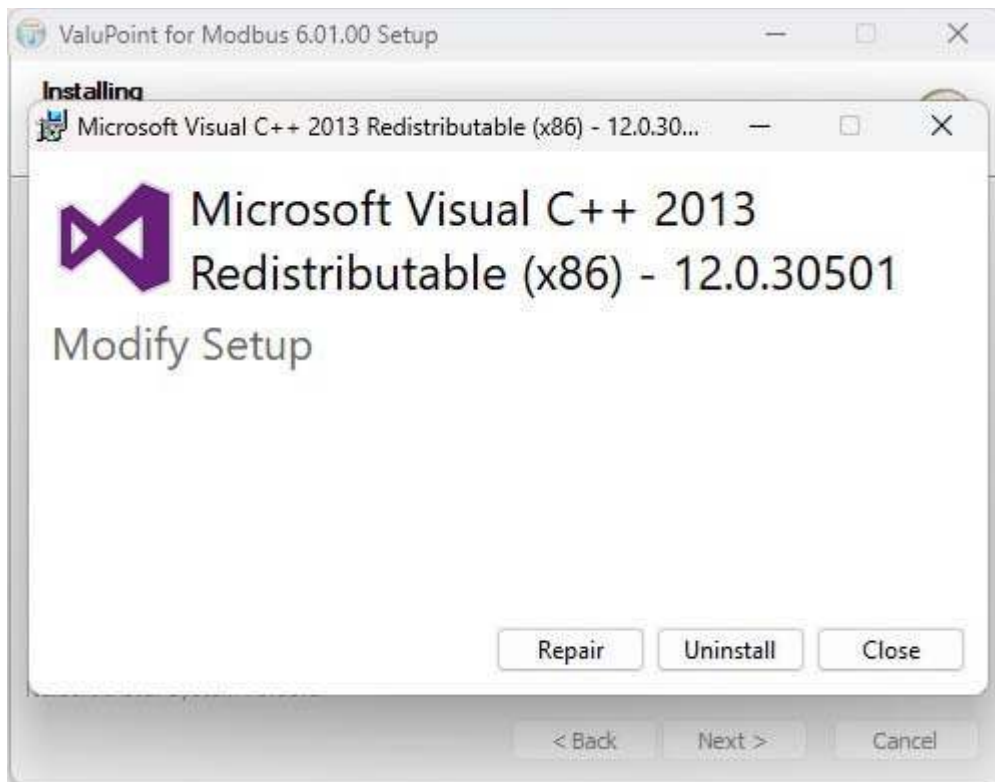 ValuPoint for Modbus 6.01.00 Setup
Installing
Microsoft Visual C++ 2013 Redistributable (x86) - 12.0.30...
Microsoft Visual C++ 2013
Redistributable (x86) - 12.0.30501
Modify Setup
Repair Uninstall Close
< Back Next > Cancel